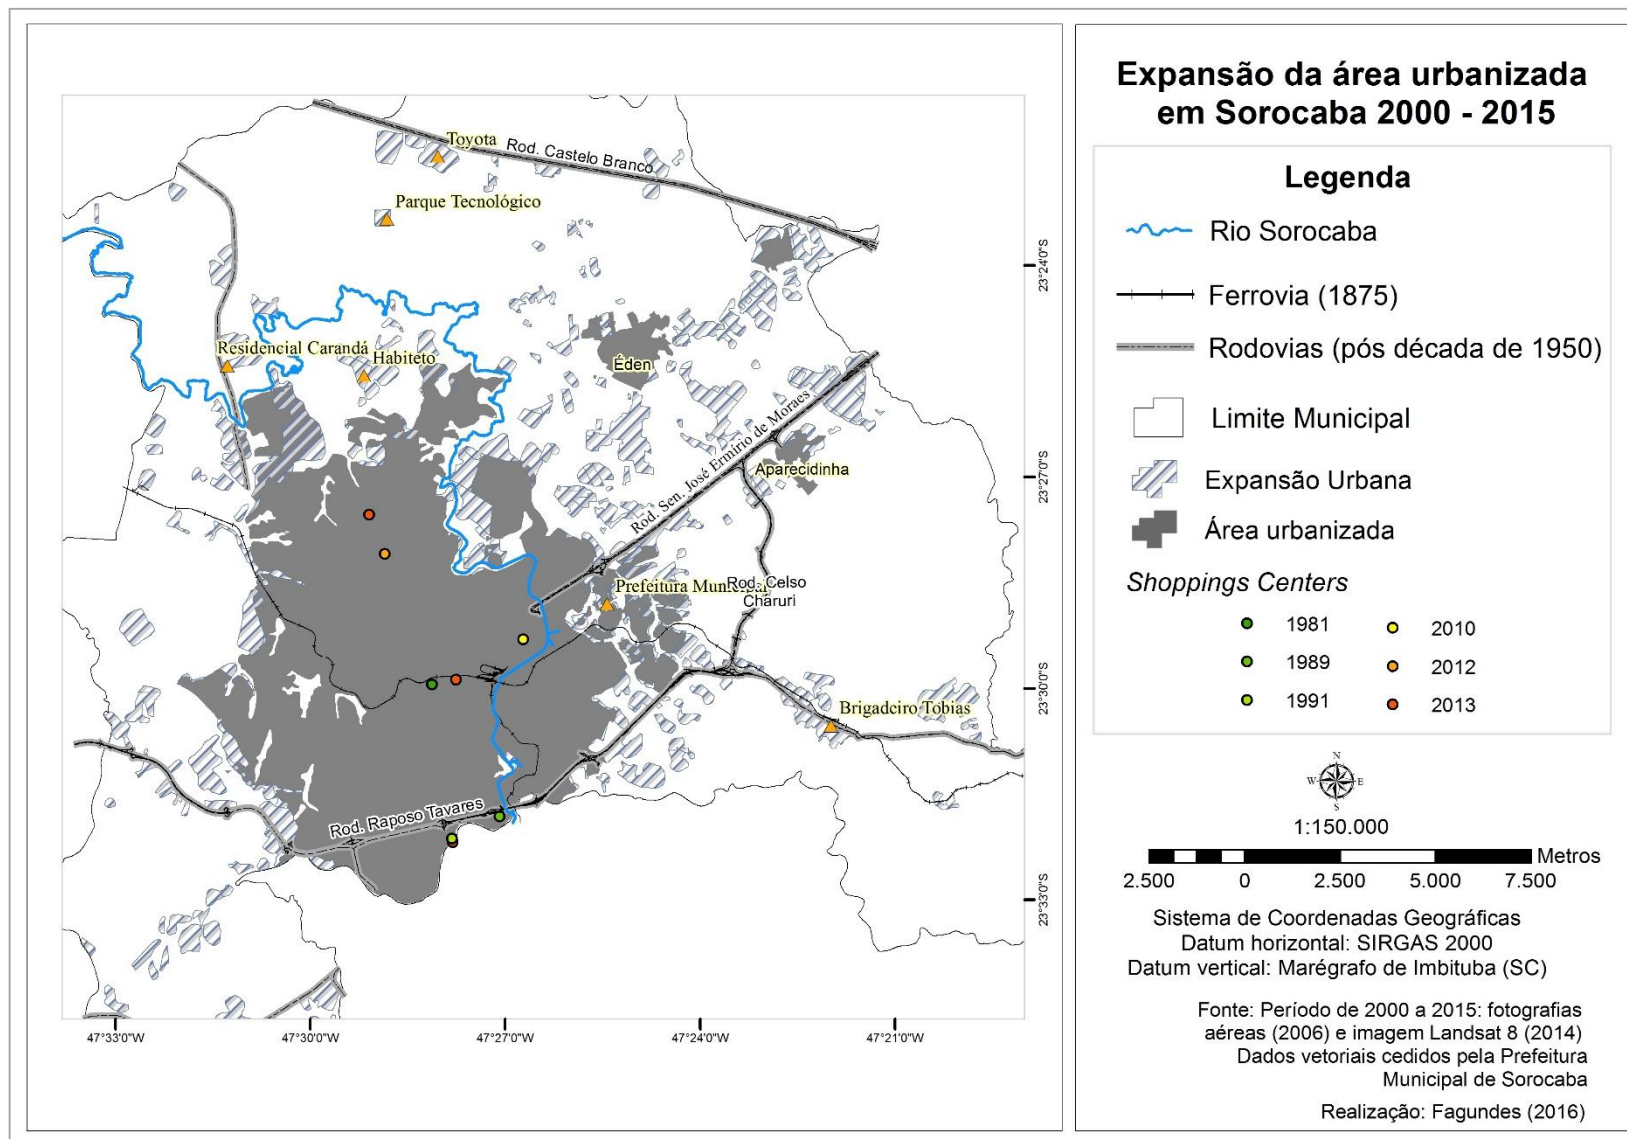 Toyota
Rod. Castelo Branco
Parque Tecnológico
Residencial Carandá
Habiteto
Éden
Rod. Sen. José Ermírio de Moraes
Aparecidinha
Prefeitura Municipal
Rod. Celso
Charuri
Brigadeiro Tobias
Rod. Raposo Tavares
23°24'0"S
23°27'0"S
23°30'0"S
23°33'0"S
47°33'0"W
47°30'0"W
47°27'0"W
47°24'0"W
47°21'0"W
Expansão da área urbanizada
em Sorocaba 2000 - 2015
Legenda
Rio Sorocaba
Ferrovia (1875)
Rodovias (pós década de 1950)
Limite Municipal
Expansão Urbana
Área urbanizada
Shoppings Centers
1981
2010
1989
2012
1991
2013
N
W
E
S
1:150.000
Metros
2.500 0 2.500 5.000 7.500
Sistema de Coordenadas Geográficas
Datum horizontal: SIRGAS 2000
Datum vertical: Marégrafo de Imbituba (SC)
Fonte: Período de 2000 a 2015: fotografias
aéreas (2006) e imagem Landsat 8 (2014)
Dados vetoriais cedidos pela Prefeitura
Municipal de Sorocaba
Realização: Fagundes (2016)